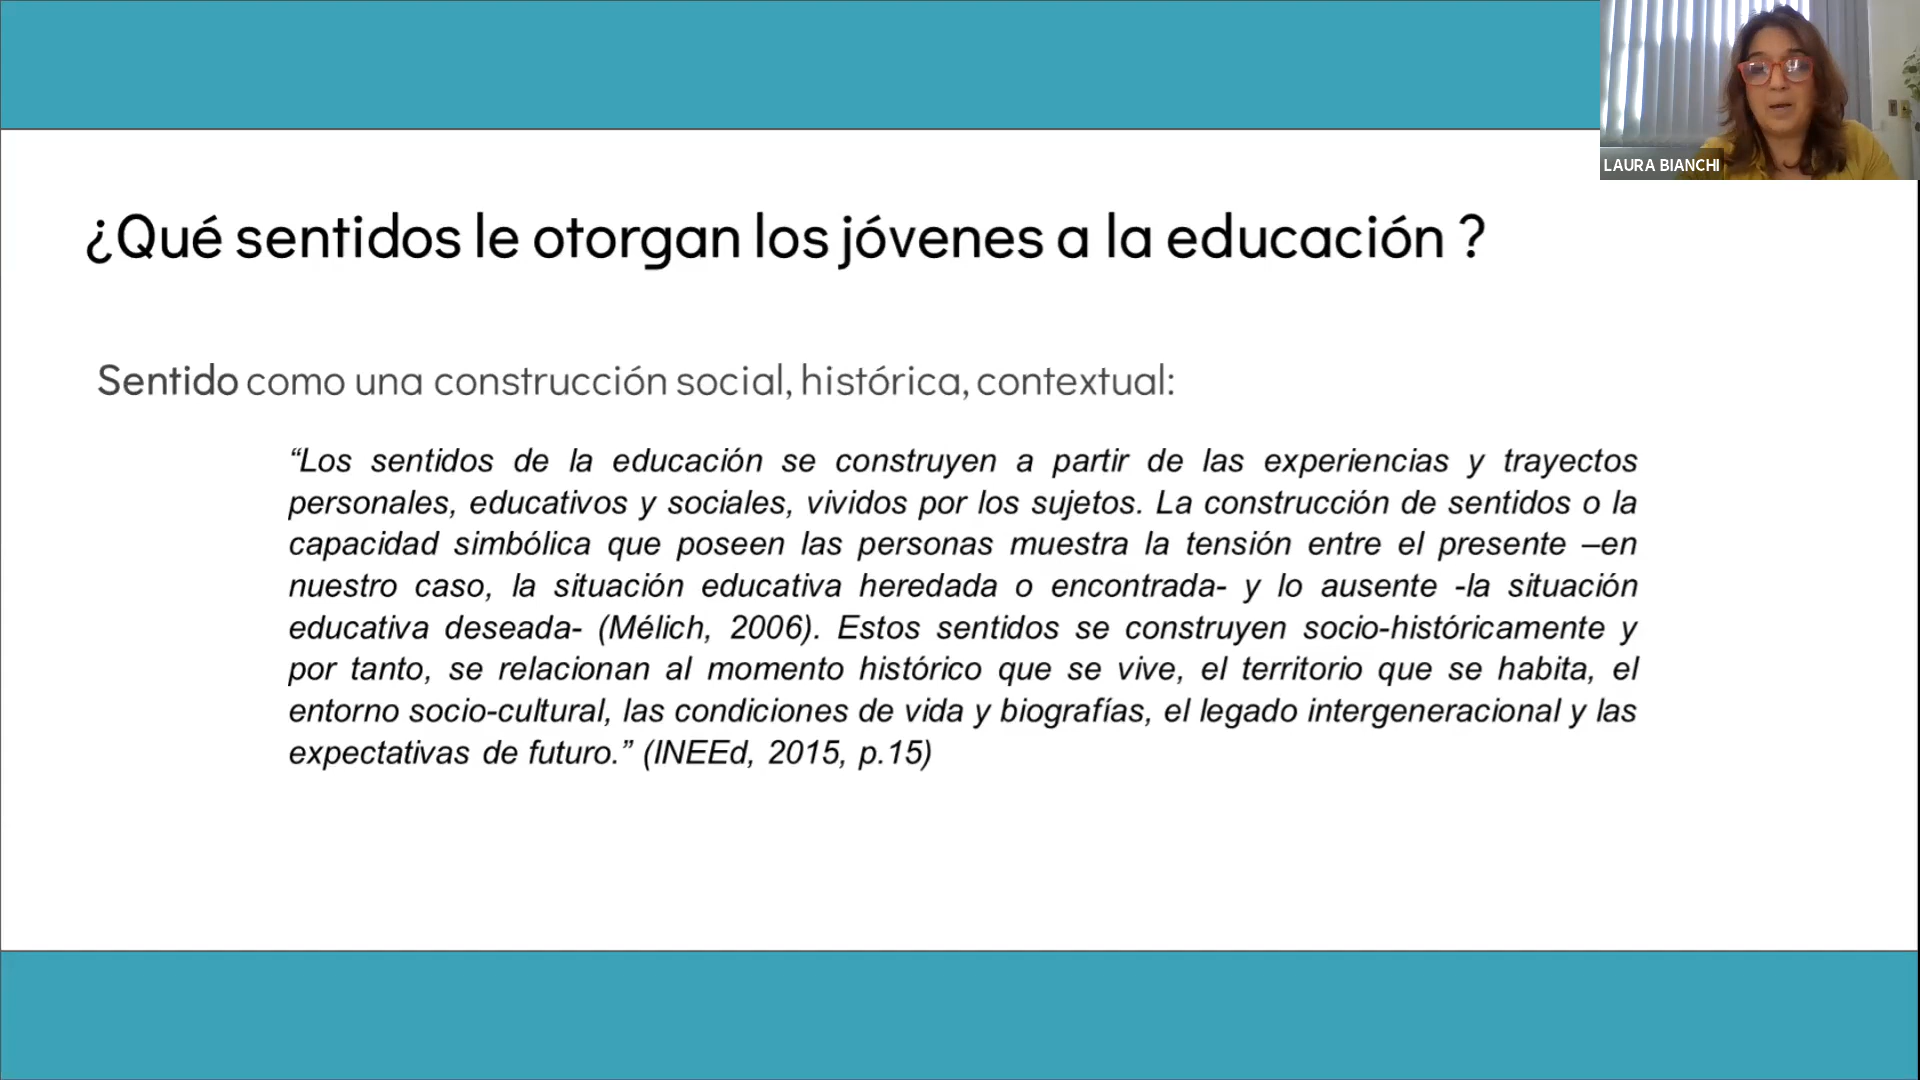 LAURA BIANCHI
¿Qué sentidos le otorgan los jóvenes a la educación ?
Sentido como una construcción social, histórica, contextual:
“Los sentidos de la educación se construyen a partir de las experiencias y trayectos
personales, educativos y sociales, vividos por los sujetos. La construcción de sentidos o la
capacidad simbólica que poseen las personas muestra la tensión entre el presente –en
nuestro caso, la situación educativa heredada o encontrada- y lo ausente -la situación
educativa deseada- (Mélich, 2006). Estos sentidos se construyen socio-históricamente y
por tanto, se relacionan al momento histórico que se vive, el territorio que se habita, el
entorno socio-cultural, las condiciones de vida y biografías, el legado intergeneracional y las
expectativas de futuro.” (INEEd, 2015, p.15)